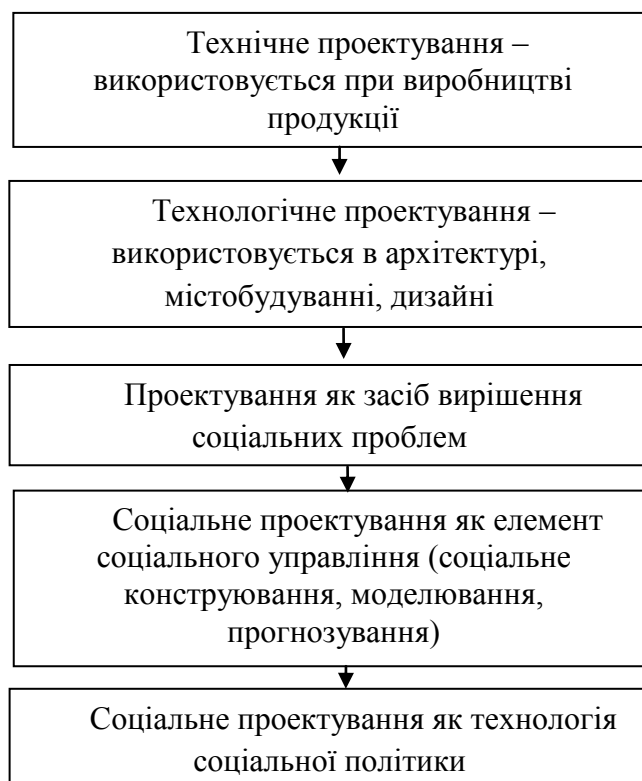 Технічне проектування –
використовується при виробництві
продукції
Технологічне проектування –
використовується в архітектурі,
містобудуванні, дизайні
Проектування як засіб вирішення
соціальних проблем
Соціальне проектування як елемент
соціального управління (соціальне
конструювання, моделювання,
прогнозування)
Соціальне проектування як технологія
соціальної політики